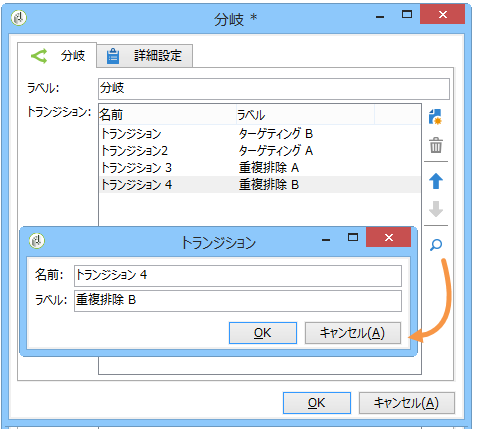 分岐 *
分岐 詳細設定
ラベル: 分岐
トランジション: 名前 ラベル
トランジション ターゲティング B
トランジション2 ターゲティング A
トランジション 3 重複排除 A
トランジション 4 重複排除 B
トランジション
名前: トランジション 4
ラベル: 重複排除 B
OK キャンセル(A)
OK キャンセル(A)